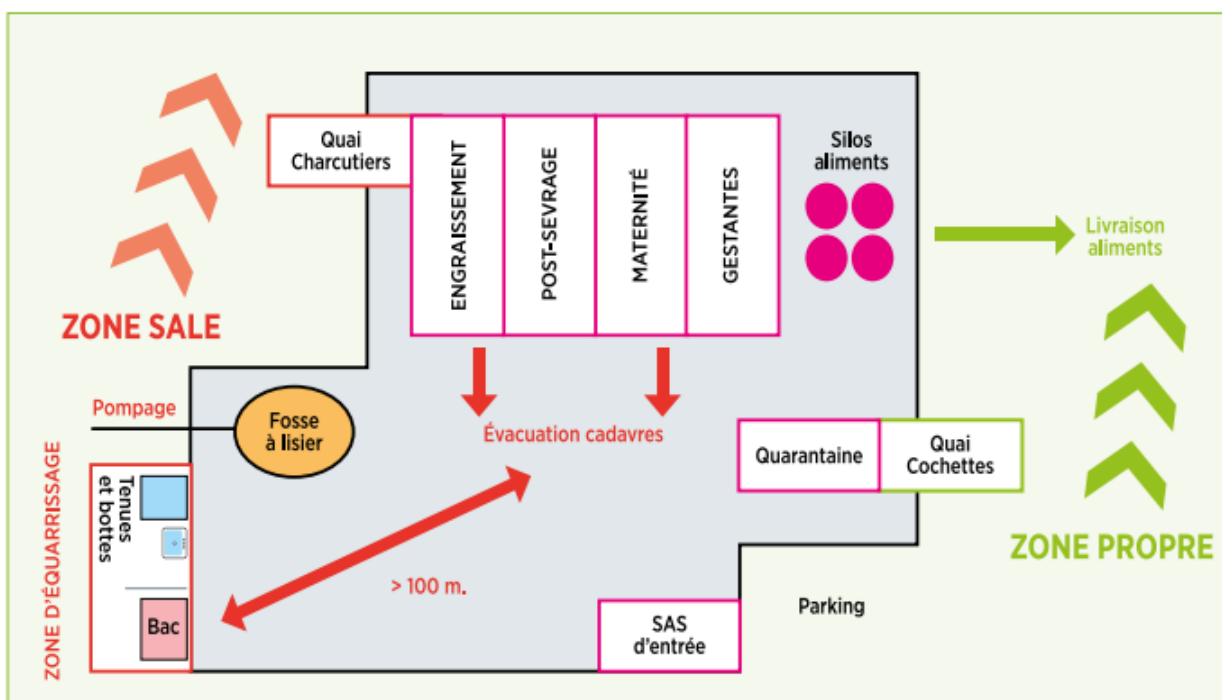 Quai
Charcutiers
ENGRAISSEMENT
POST-SEVRAGE
MATERNITÉ
GESTANTES
Silos
aliments
Livraison
aliments
ZONE SALE
Pompage
Fosse
à lisier
Évacuation cadavres
Quarantaine
Quai
Cochettes
ZONE D'ÉQUARRISSAGE
Tenues
et bottes
ZONE PROPRE
> 100 m.
Bac
SAS
d'entrée
Parking